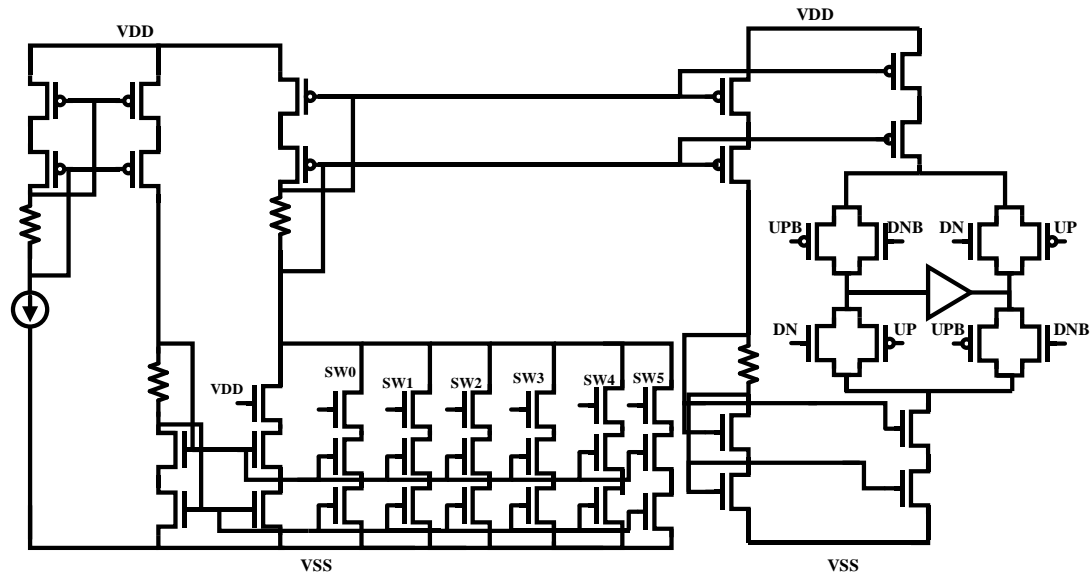 VDD
VDD
UPB
DNB
DN
UP
DN
UP
UPB
DNB
VDD
SW0
SW1
SW2
SW3
SW4
SW5
VSS
VSS